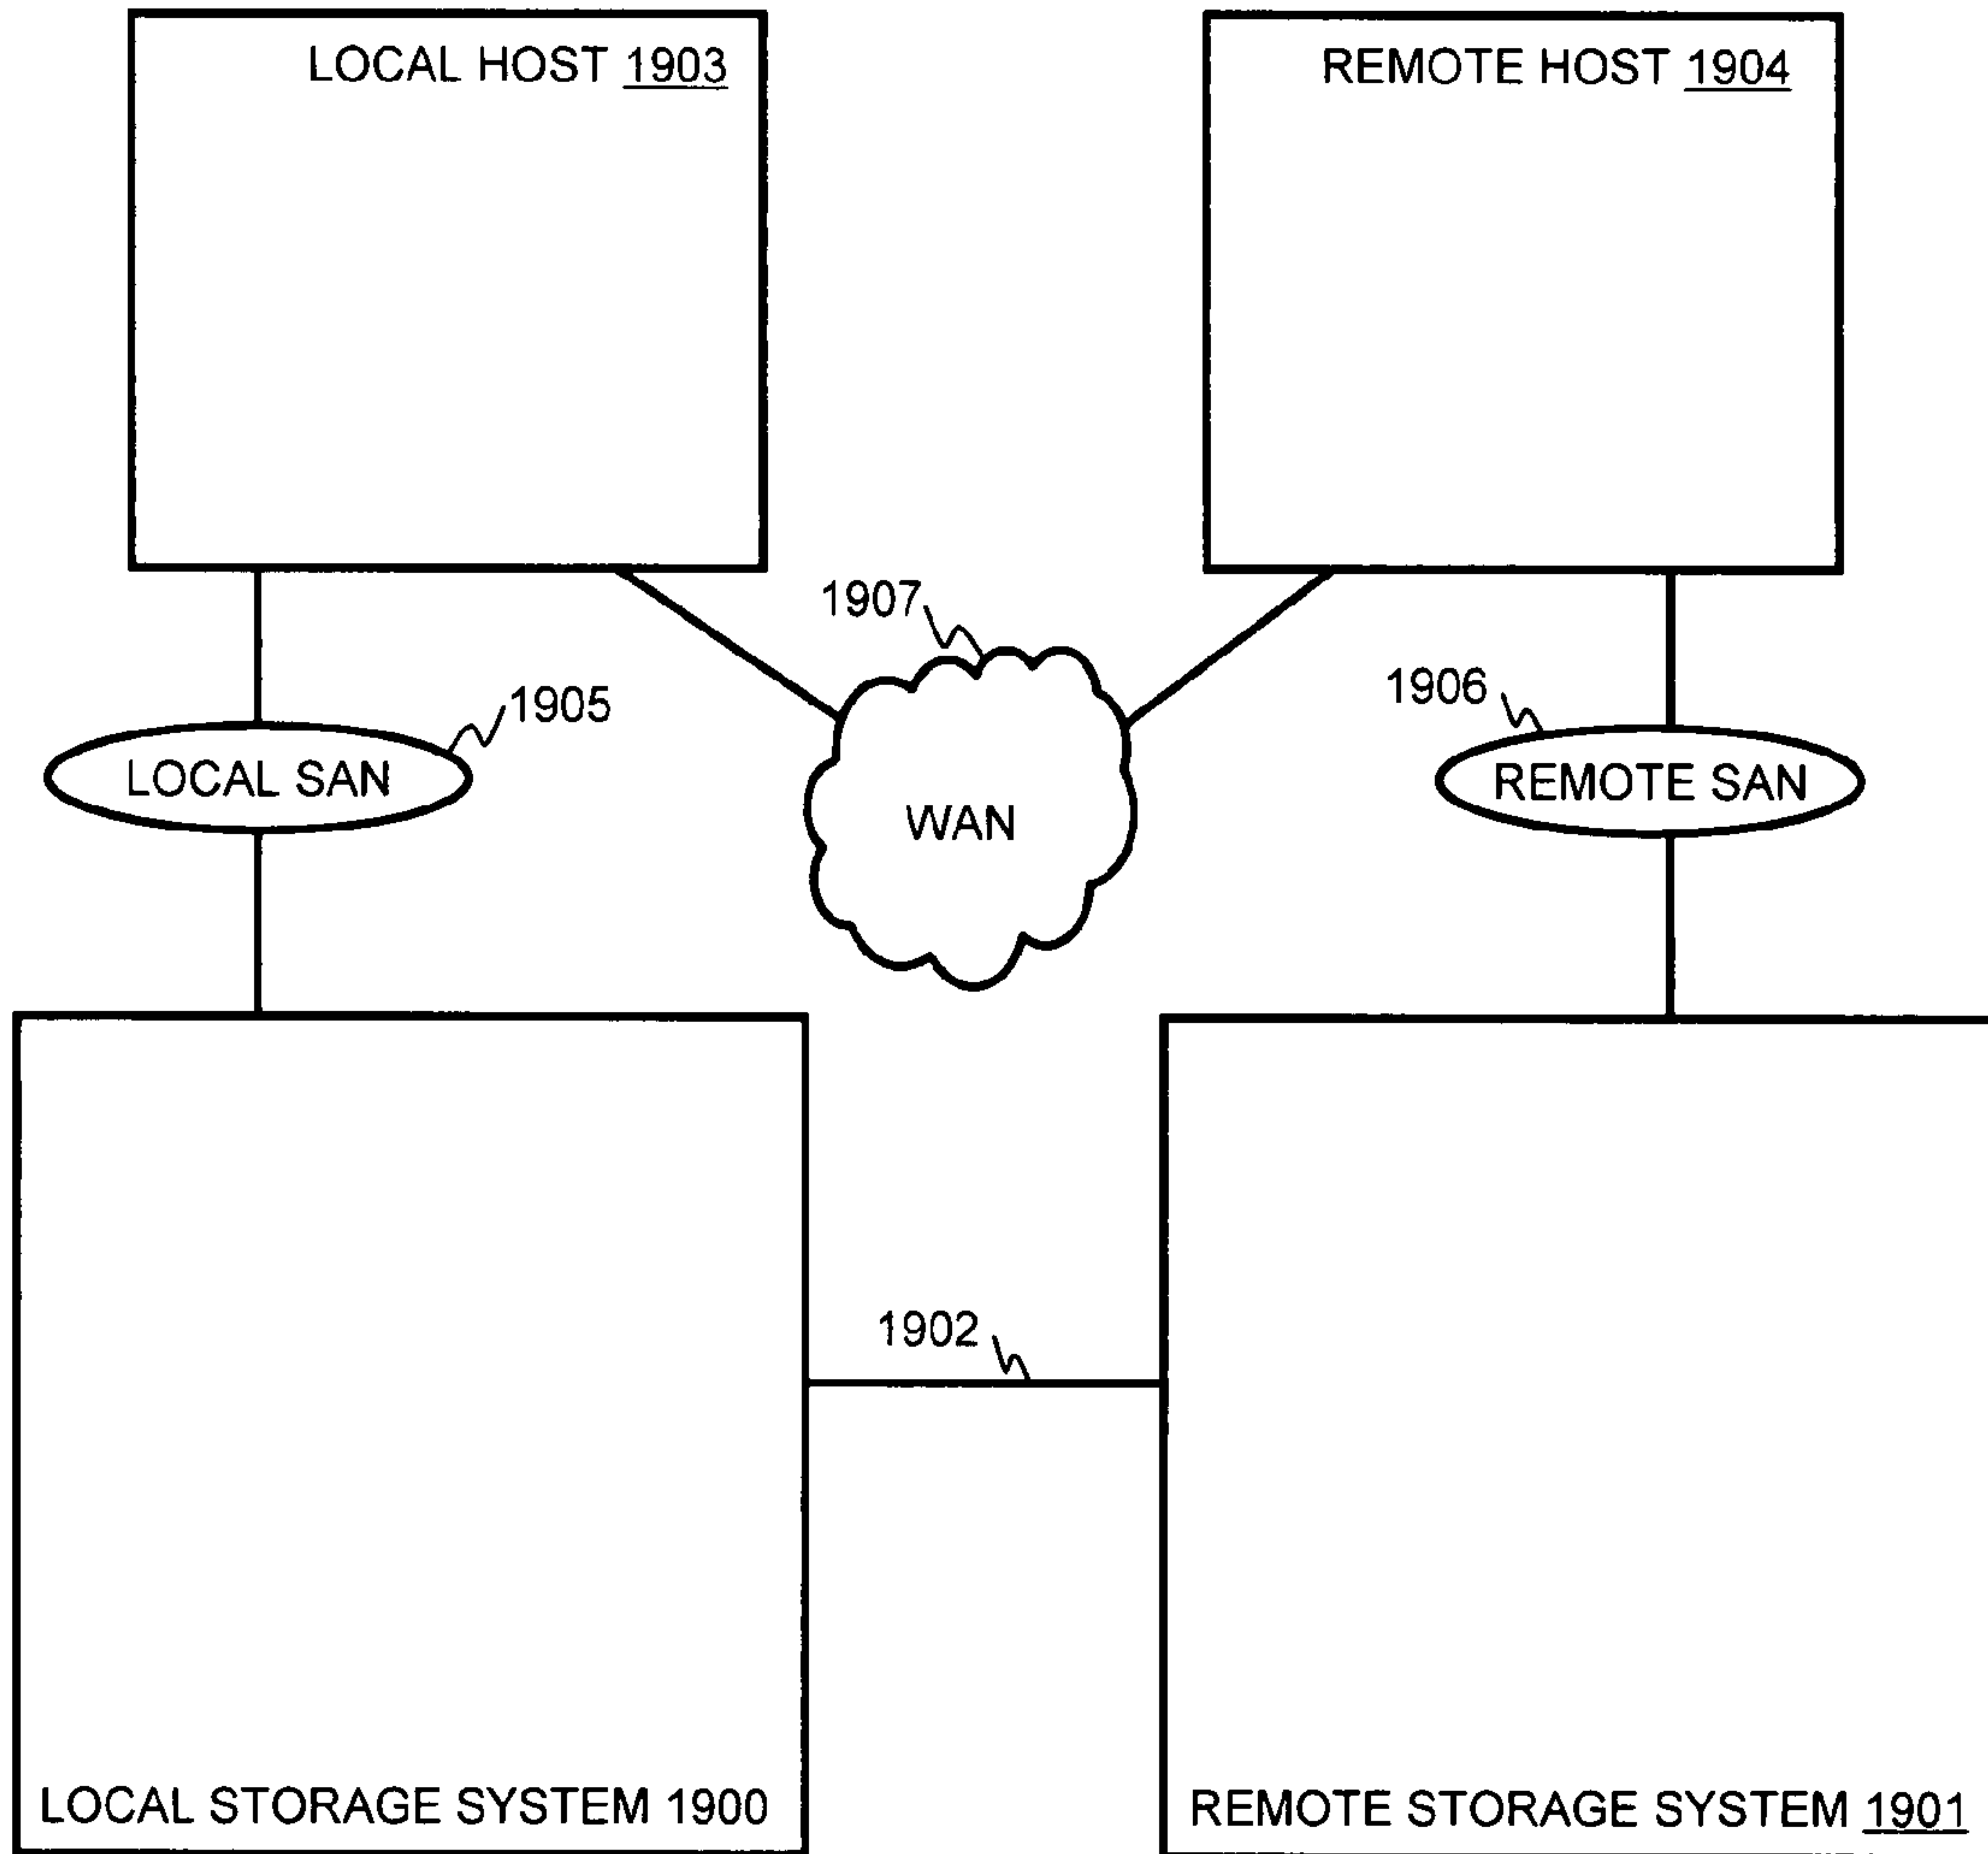 LOCAL HOST 1903
REMOTE HOST 1904
1907
1905
1906
LOCAL SAN
REMOTE SAN
WAN
1902
LOCAL STORAGE SYSTEM 1900
REMOTE STORAGE SYSTEM 1901